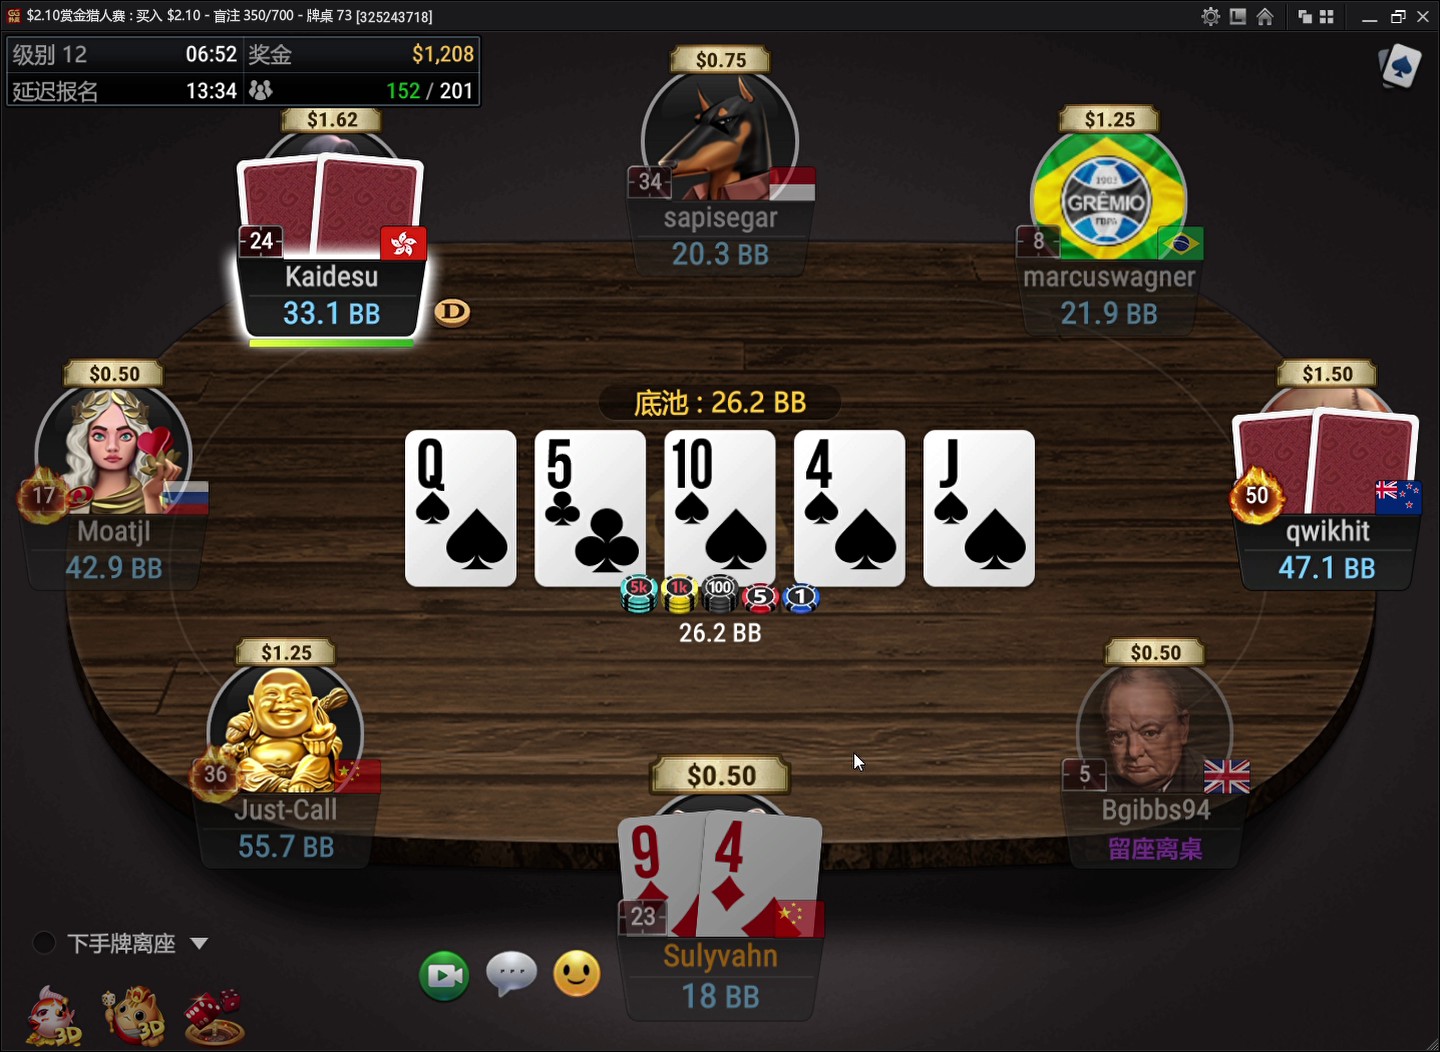 $2.10赏金猎人赛 : 买入 $2.10 - 盲注 350/700 - 牌桌 73 [325243718]
级别 12 06:52 奖金 $1,208
延迟报名 13:34 152 / 201
$0.75
34
sapisegar
20.3 BB
$1.62
24
Kaidesu
33.1 BB
D
$1.25
1903
GRÊMIO
FBPA
8
marcuswagner
21.9 BB
$0.50
17
Moatjl
42.9 BB
$1.50
50
qwikhit
47.1 BB
底池 : 26.2 BB
Q 5 10 4 J
5k 1k 100 5 1
26.2 BB
$1.25
36
Just-Call
55.7 BB
$0.50
5
Bgibbs94
留座离桌
$0.50
9 4
23
Sulyvahn
18 BB
下手牌离座
3D 3D